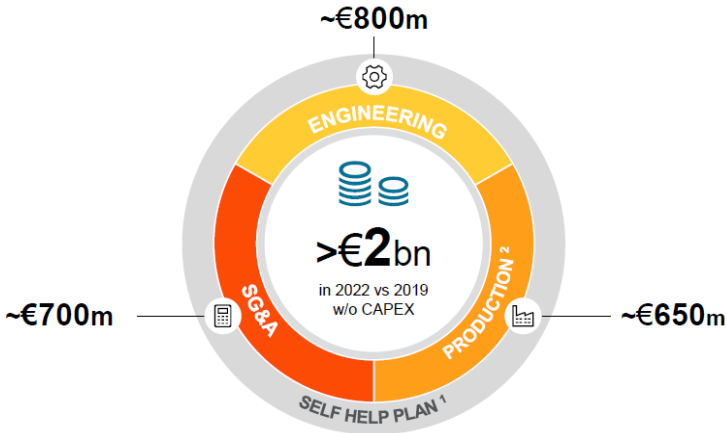 ~€800m
ENGINEERING
>€2bn
in 2022 vs 2019
w/o CAPEX
SG&A
PRODUCTION ²
~€700m
~€650m
SELF HELP PLAN ¹